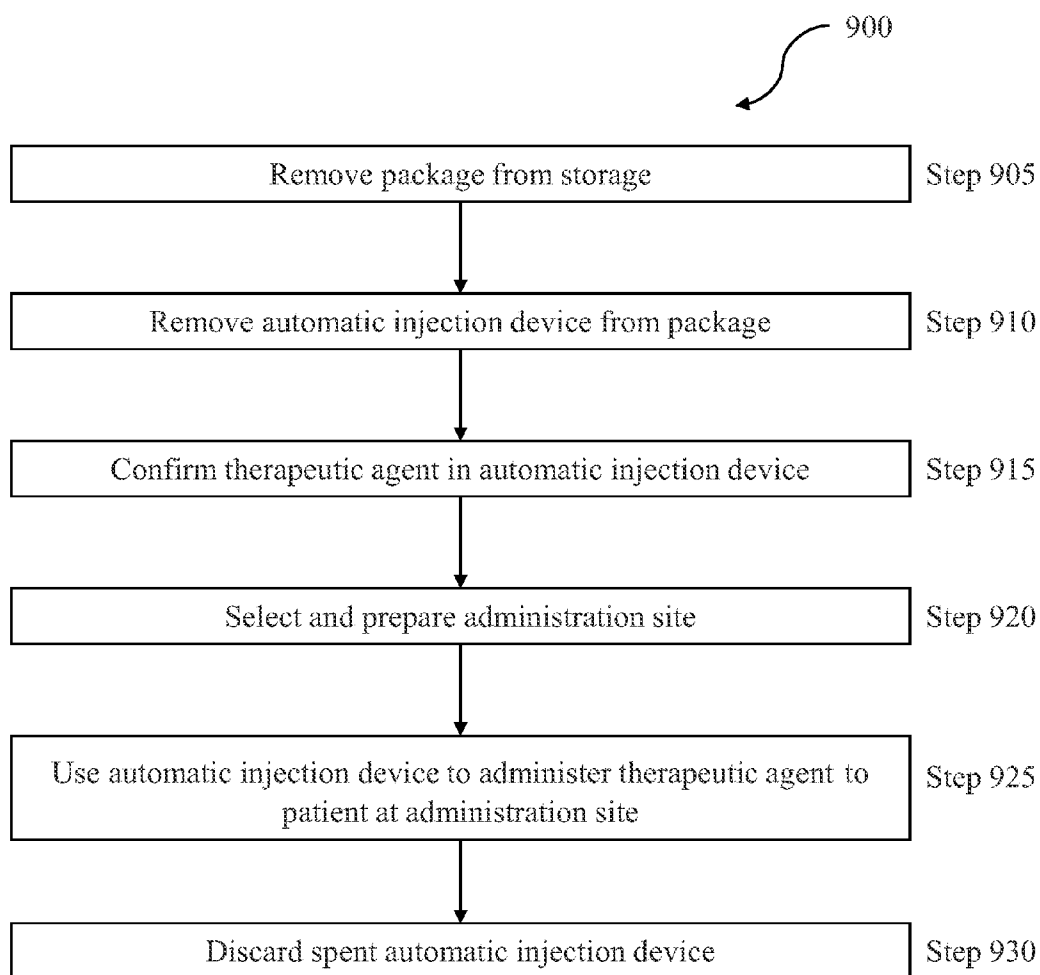 900
Remove package from storage
Step 905
Remove automatic injection device from package
Step 910
Confirm therapeutic agent in automatic injection device
Step 915
Select and prepare administration site
Step 920
Use automatic injection device to administer therapeutic agent to
patient at administration site
Step 925
Discard spent automatic injection device
Step 930